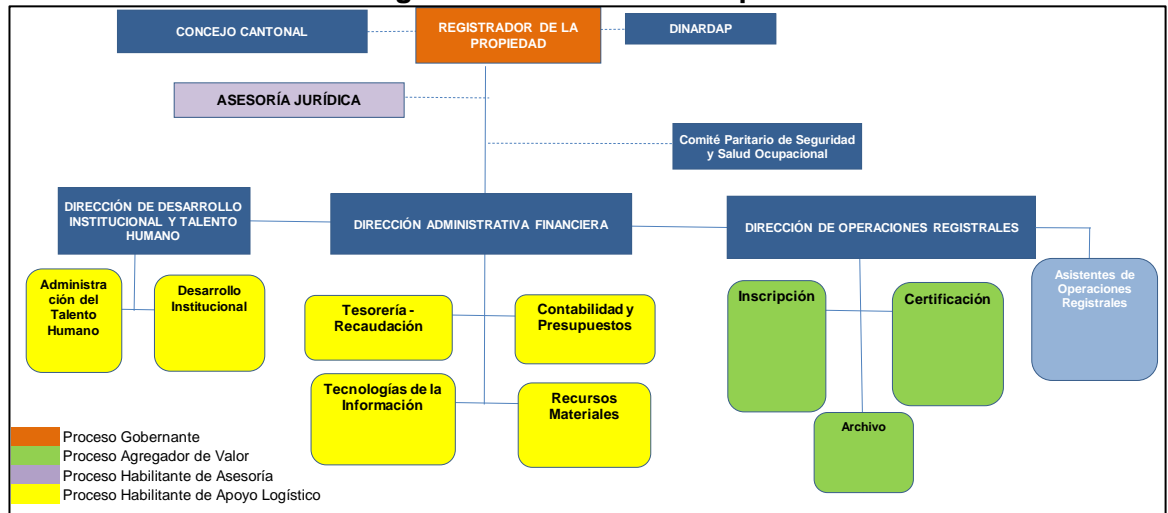 CONCEJO CANTONAL
REGISTRADOR DE LA
PROPIEDAD
DINARDAP
ASESORÍA JURÍDICA
Comité Paritario de Seguridad
y Salud Ocupacional
DIRECCIÓN DE DESARROLLO
INSTITUCIONAL Y TALENTO
HUMANO
DIRECCIÓN ADMINISTRATIVA FINANCIERA
DIRECCIÓN DE OPERACIONES REGISTRALES
Administra
ción del
Talento
Humano
Desarrollo
Institucional
Tesorería -
Recaudación
Contabilidad y
Presupuestos
Tecnologías de la
Información
Recursos
Materiales
Inscripción
Certificación
Archivo
Asistentes de
Operaciones
Registrales
Proceso Gobernante
Proceso Agregador de Valor
Proceso Habilitante de Asesoría
Proceso Habilitante de Apoyo Logístico